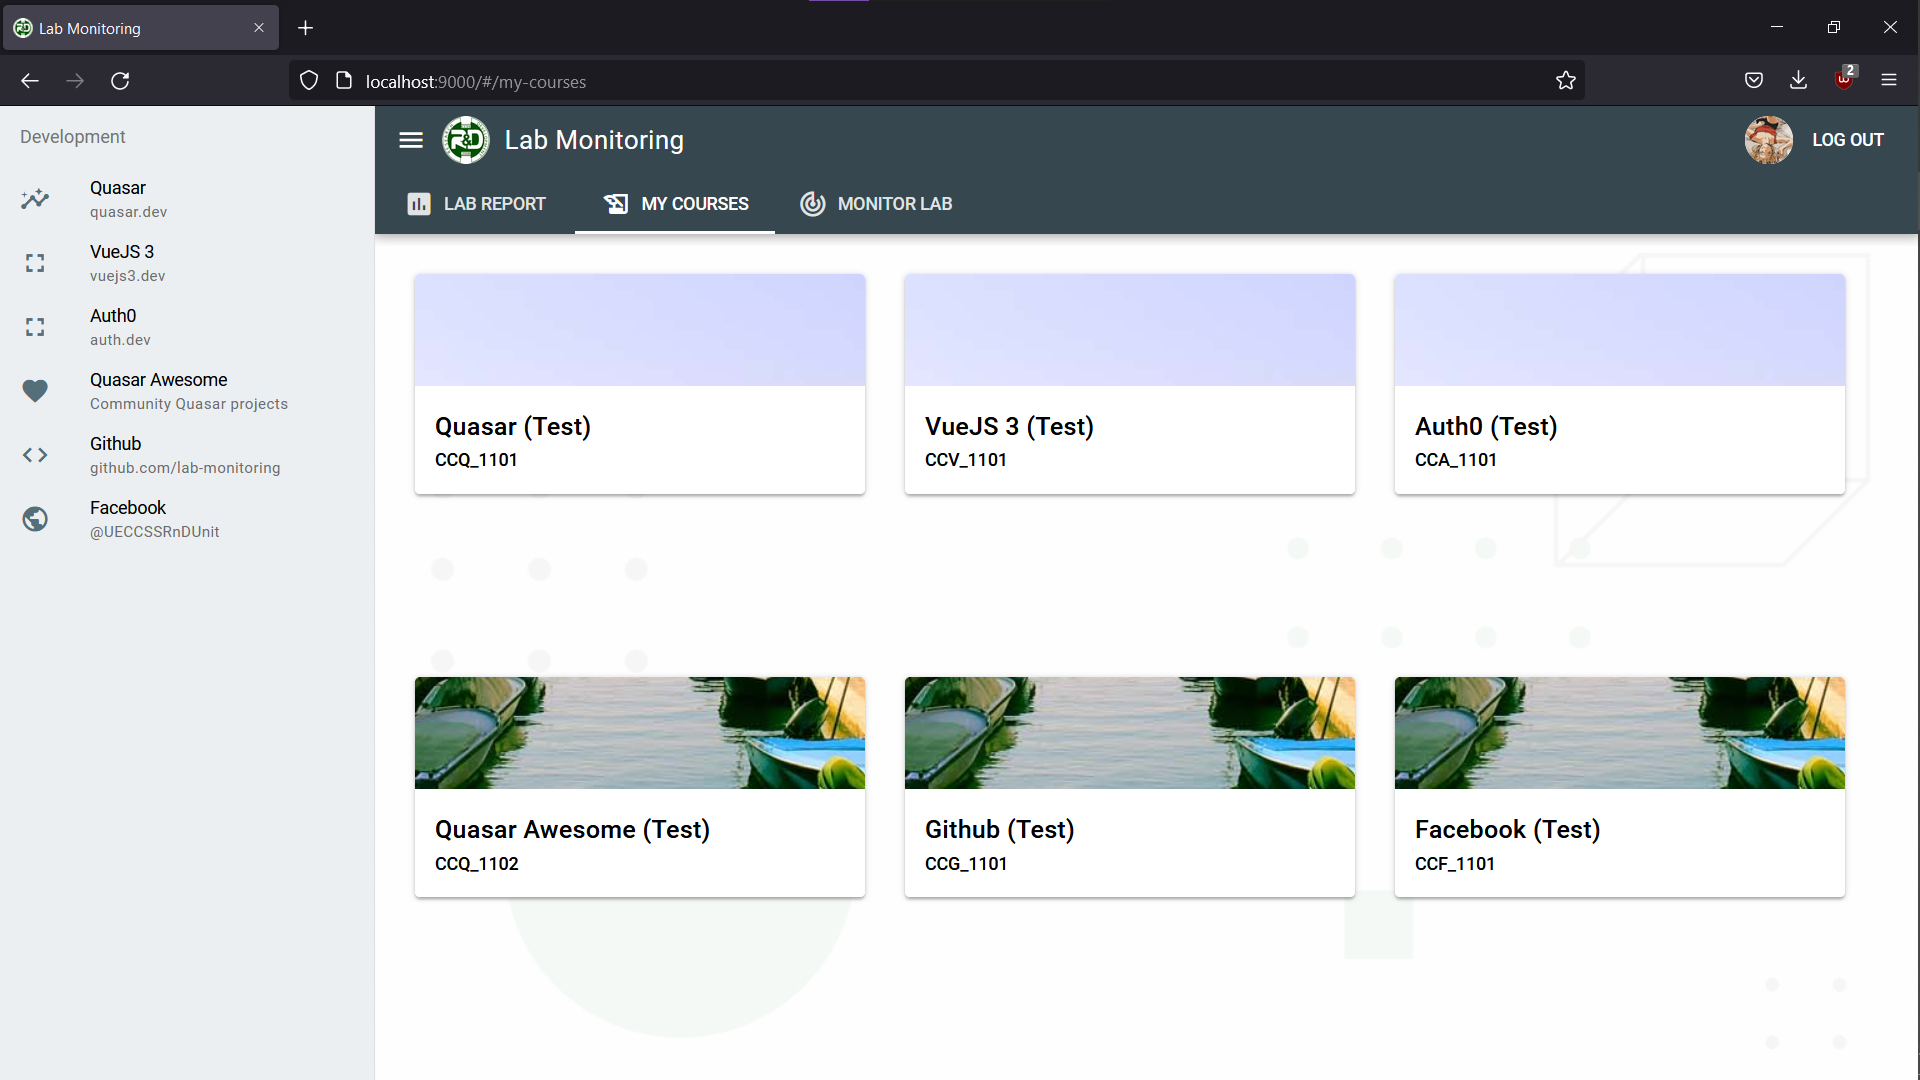 Lab Monitoring
2
localhost:9000/#/my-courses
Development
Quasar
quasar.dev
VueJS 3
vuejs3.dev
Auth0
auth.dev
Quasar Awesome
Community Quasar projects
Github
github.com/lab-monitoring
Facebook
@UECCSSRnDUnit
R&D
Lab Monitoring
LOG OUT
LAB REPORT
MY COURSES
MONITOR LAB
Quasar (Test)
CCQ_1101
VueJS 3 (Test)
CCV_1101
Auth0 (Test)
CCA_1101
Quasar Awesome (Test)
CCQ_1102
Github (Test)
CCG_1101
Facebook (Test)
CCF_1101